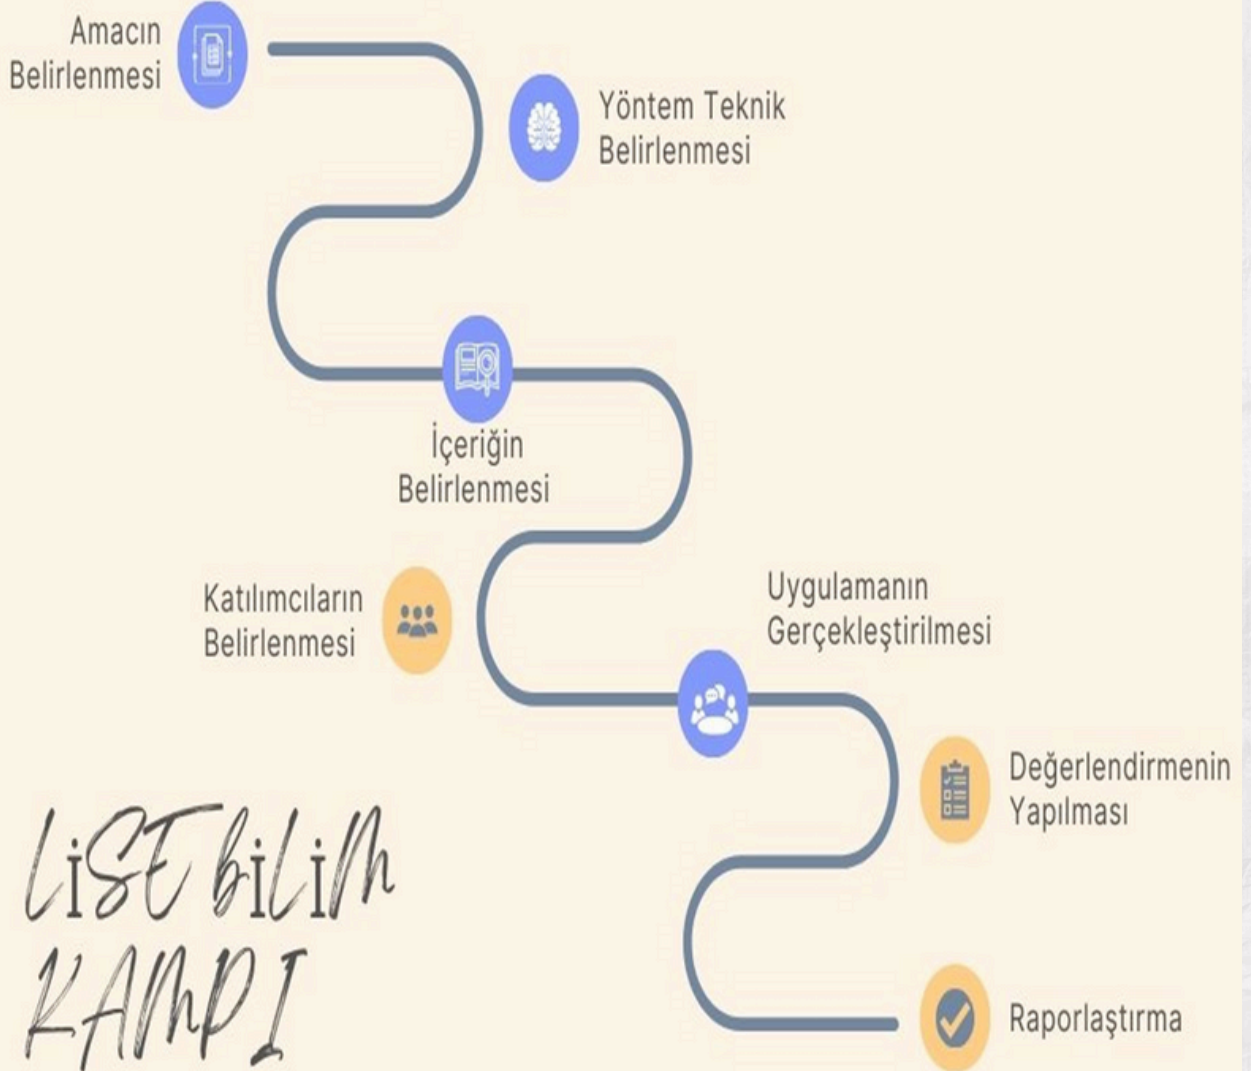 Amacın
Belirlenmesi
Yöntem Teknik
Belirlenmesi
İçeriğin
Belirlenmesi
Katılımcıların
Belirlenmesi
Uygulamanın
Gerçekleştirilmesi
Değerlendirmenin
Yapılması
LİSE BİLİM
KAMPI
Raporlaştırma